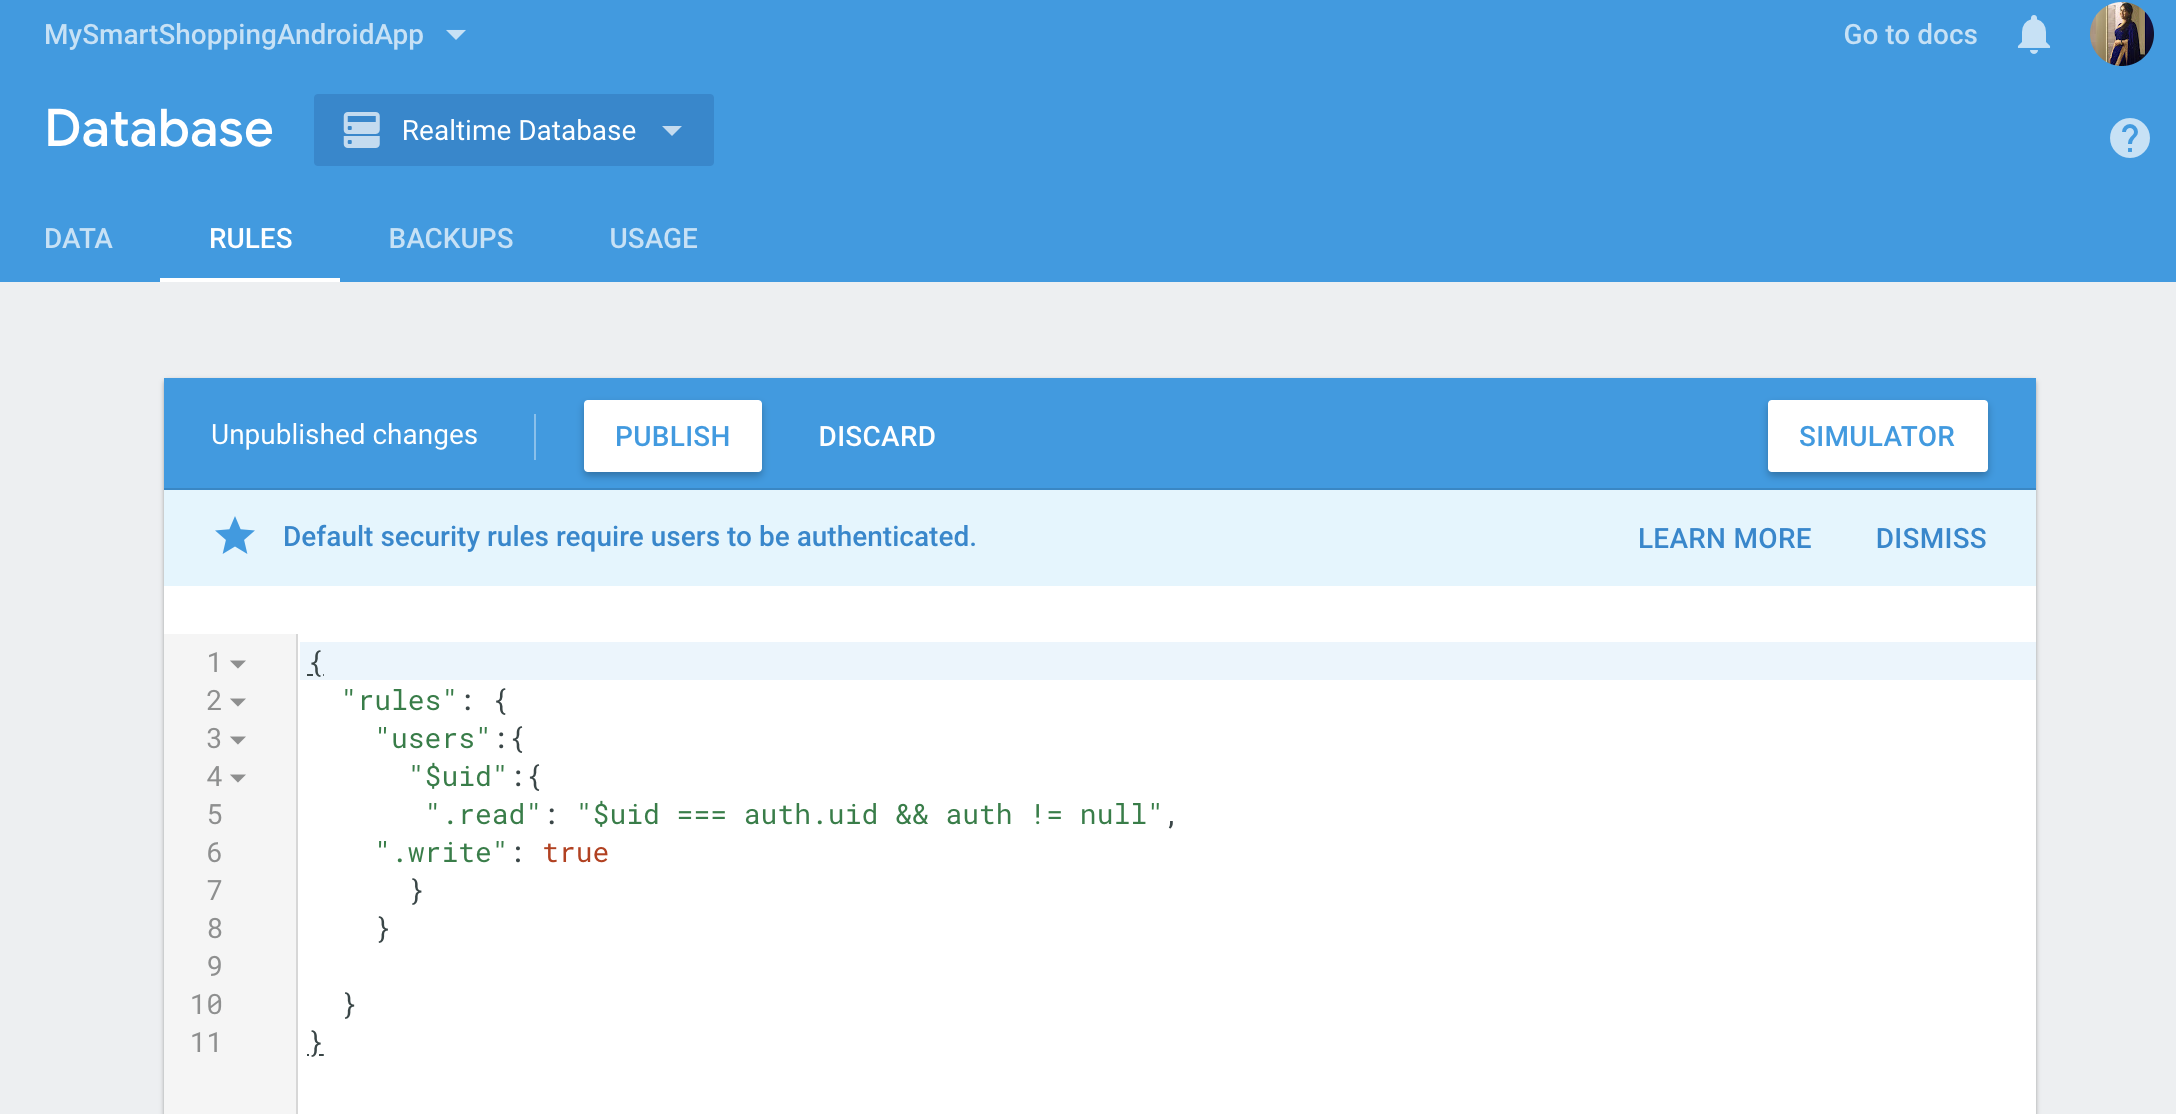 MySmartShoppingAndroidApp
Go to docs
Database
Realtime Database
?
DATA RULES BACKUPS USAGE
Unpublished changes PUBLISH DISCARD SIMULATOR
Default security rules require users to be authenticated. LEARN MORE DISMISS
1 {
2 "rules": {
3 "users":{
4 "$uid":{
5 ".read": "$uid === auth.uid && auth != null",
6 ".write": true
7 }
8 }
9
10 }
11 }